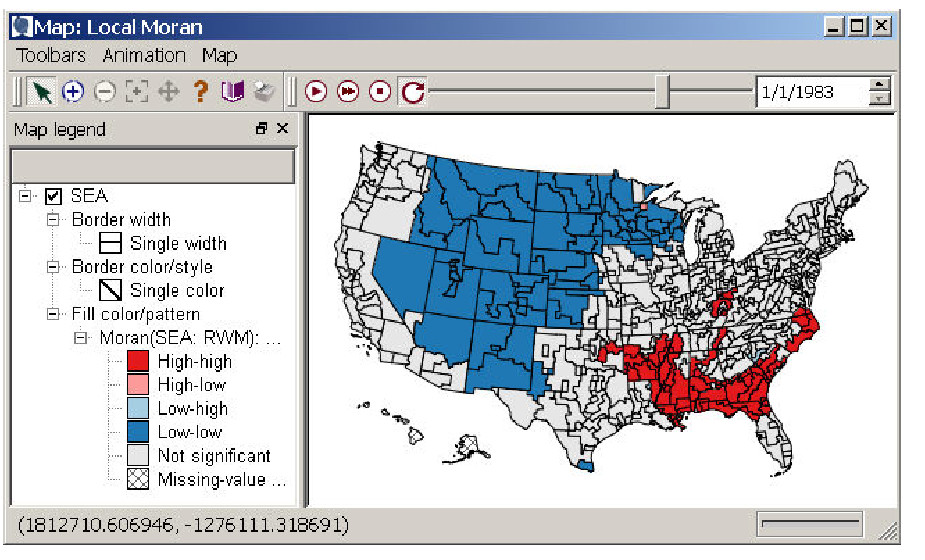 Map: Local Moran
Toolbars Animation Map
1/1/1983
Map legend
SEA
Border width
Single width
Border color/style
Single color
Fill color/pattern
Moran(SEA: RWM): ...
High-high
High-low
Low-high
Low-low
Not significant
Missing-value ...
(1812710.606946, -1276111.318691)